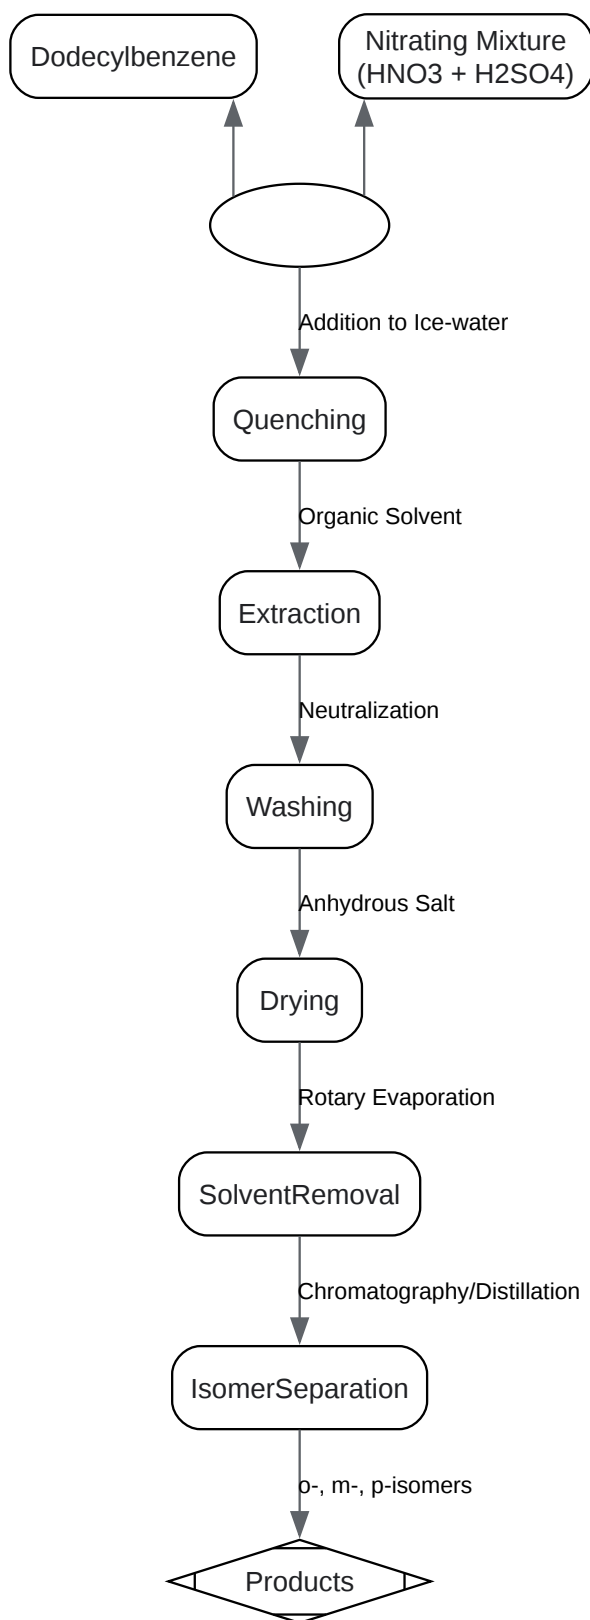 Dodecylbenzene
Nitrating Mixture
(HNO3 + H2SO4)
Addition to Ice-water
Quenching
Organic Solvent
Extraction
Neutralization
Washing
Anhydrous Salt
Drying
Rotary Evaporation
SolventRemoval
Chromatography/Distillation
IsomerSeparation
o-, m-, p-isomers
Products